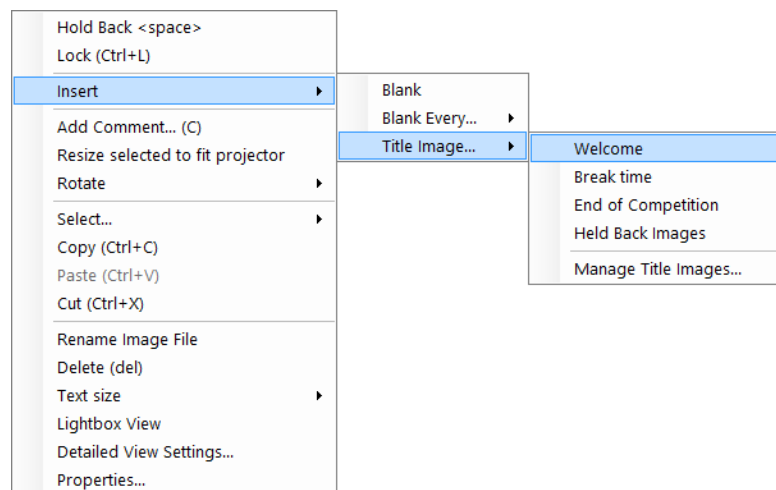 Hold Back <space>
Lock (Ctrl+L)
Insert
Add Comment... (C)
Resize selected to fit projector
Rotate
Select...
Copy (Ctrl+C)
Paste (Ctrl+V)
Cut (Ctrl+X)
Rename Image File
Delete (del)
Text size
Lightbox View
Detailed View Settings...
Properties...
Blank
Blank Every...
Title Image...
Welcome
Break time
End of Competition
Held Back Images
Manage Title Images...